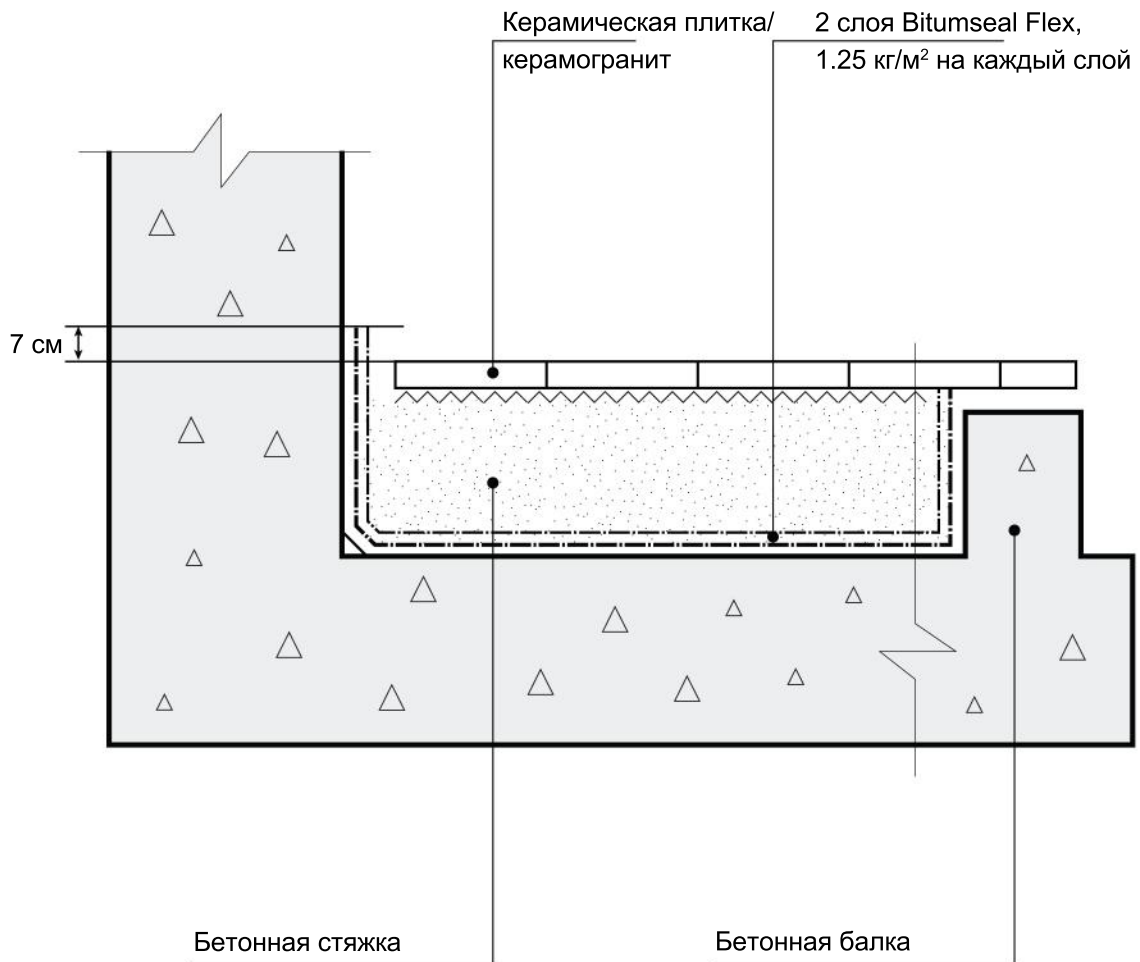 Керамическая плитка/
керамогранит
2 слоя Bitumseal Flex,
1.25 кг/м² на каждый слой
7 см
Бетонная стяжка
Бетонная балка